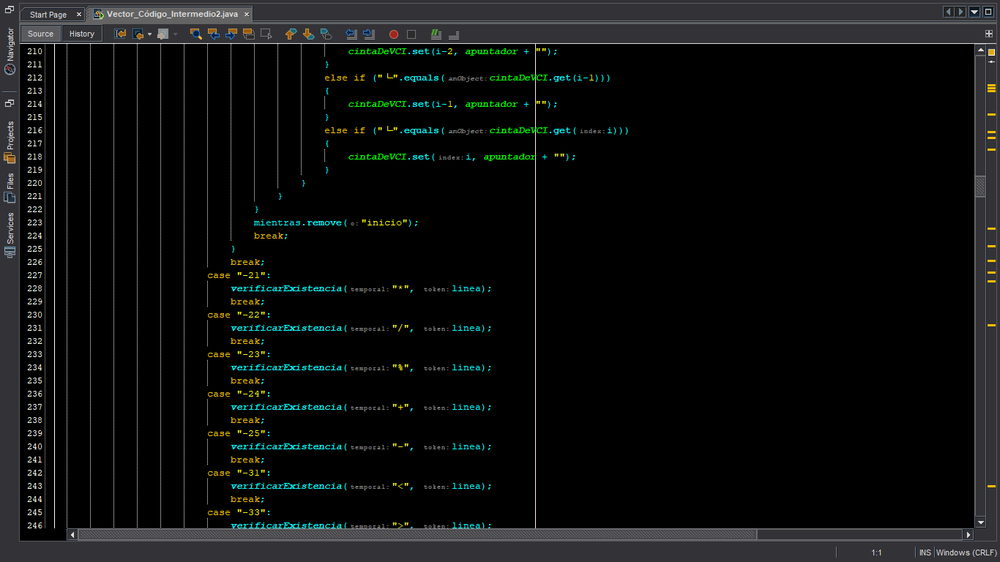 Start Page
Vector_Código_Intermedio2.java
Source
History
Navigator
Projects
Files
Services
210 cintaDeVCI.set(i-2, apuntador + "");
211 }
212 else if ("└".equals(anObject:cintaDeVCI.get(i-1)))
213 {
214 cintaDeVCI.set(i-1, apuntador + "");
215 }
216 else if ("└".equals(anObject:cintaDeVCI.get(index:i)))
217 {
218 cintaDeVCI.set(index:i, apuntador + "");
219 }
220 }
221 }
222 }
223 mientras.remove(o:"inicio");
224 break;
225 }
226 break;
227 case "-21":
228 verificarExistencia(temporal:"*", token:linea);
229 break;
230 case "-22":
231 verificarExistencia(temporal:"/", token:linea);
232 break;
233 case "-23":
234 verificarExistencia(temporal:"%", token:linea);
235 break;
236 case "-24":
237 verificarExistencia(temporal:"+", token:linea);
238 break;
239 case "-25":
240 verificarExistencia(temporal:"-", token:linea);
241 break;
242 case "-31":
243 verificarExistencia(temporal:"<", token:linea);
244 break;
245 case "-33":
246 verificarExistencia(temporal:">", token:linea);
1:1 INS Windows (CRLF)